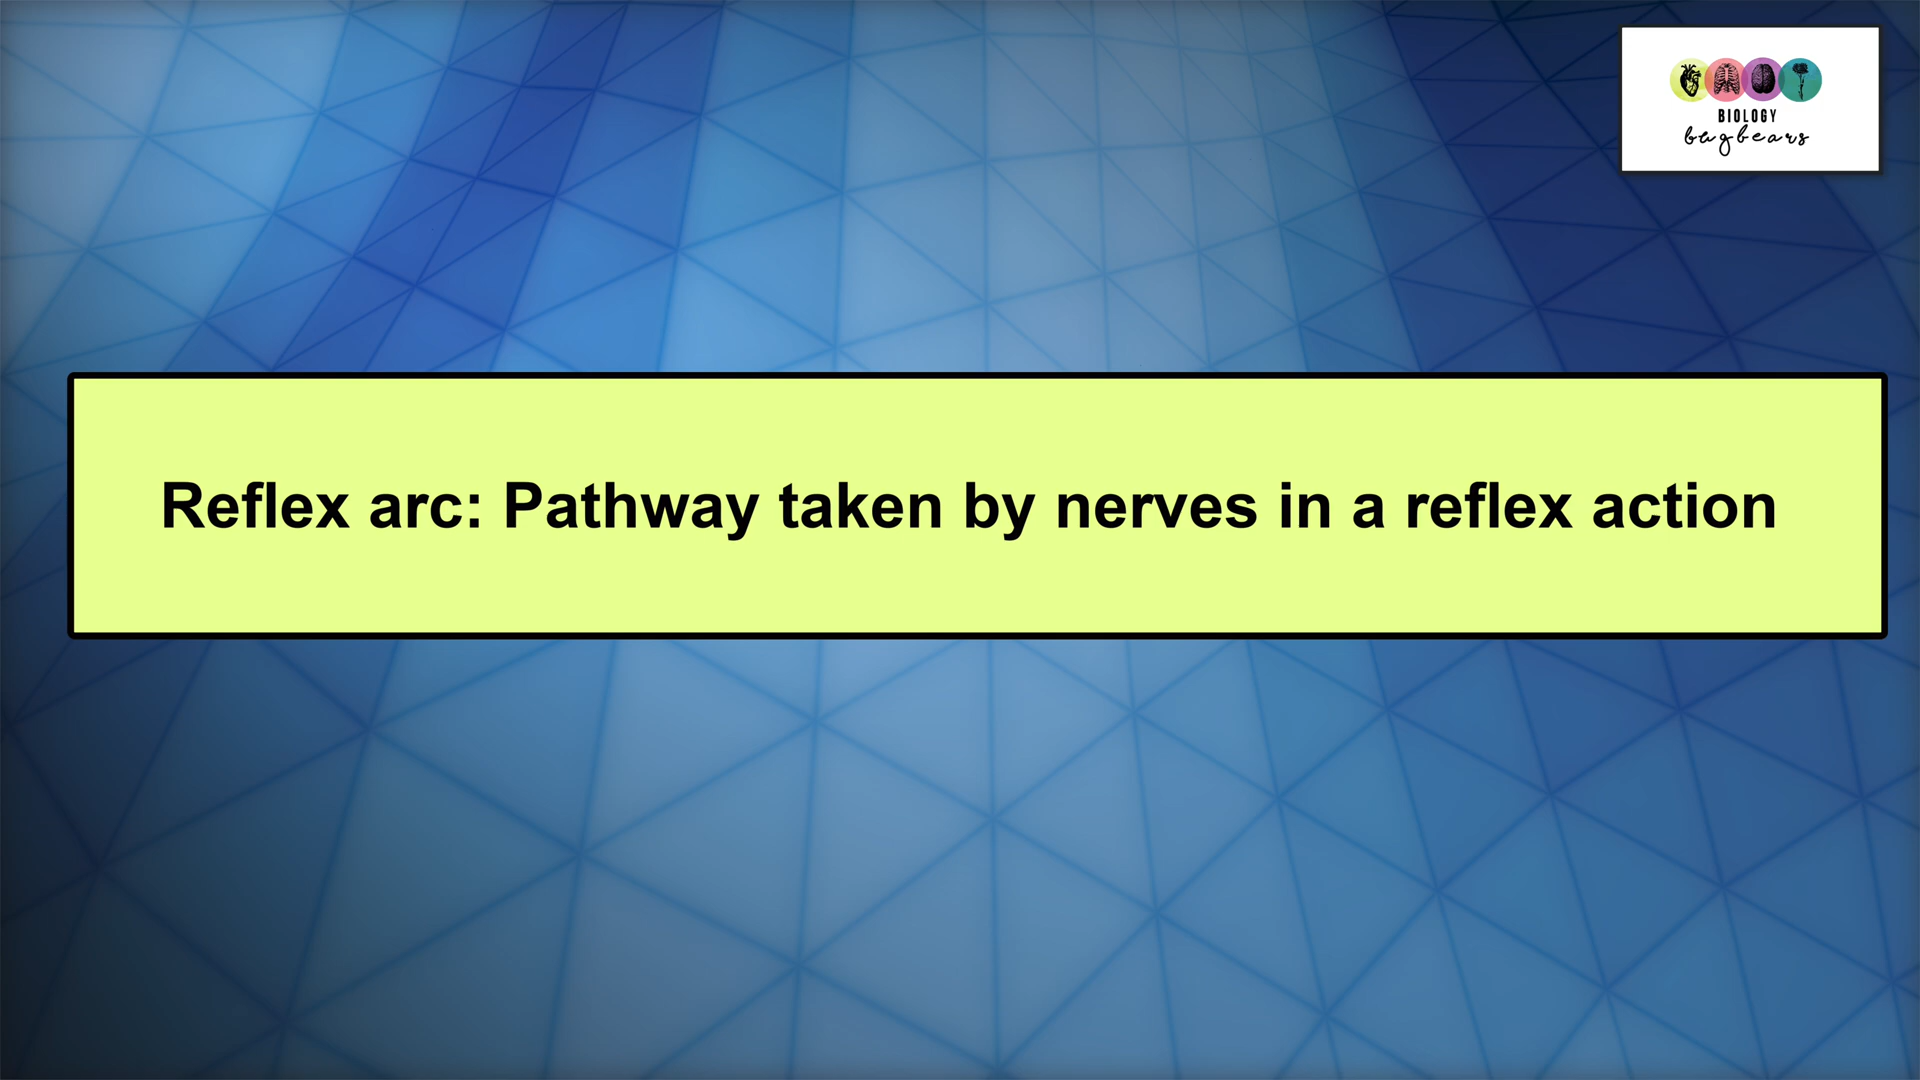 BIOLOGY
bugbears
Reflex arc: Pathway taken by nerves in a reflex action